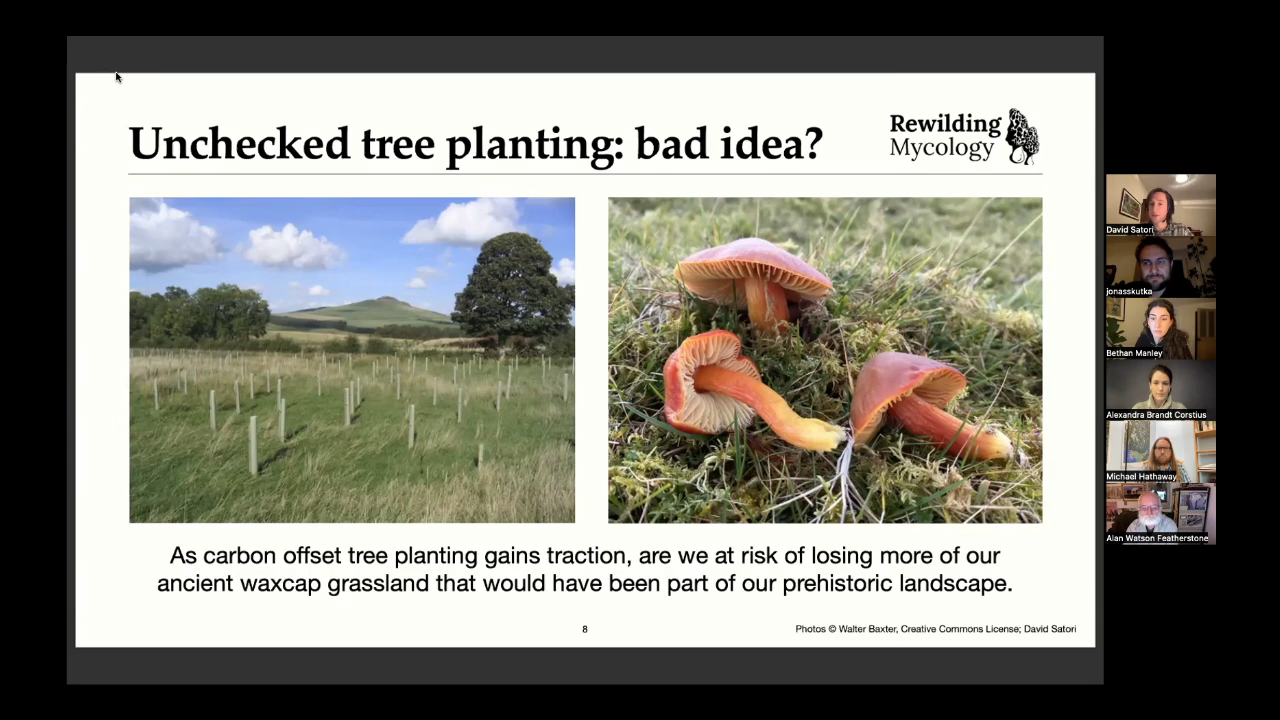 Unchecked tree planting: bad idea?
Rewilding
Mycology
As carbon offset tree planting gains traction, are we at risk of losing more of our
ancient waxcap grassland that would have been part of our prehistoric landscape.
8
Photos © Walter Baxter, Creative Commons License; David Satori
David Satori
jonasskutka
Bethan Manley
Alexandra Brandt Corstius
Michael Hathaway
Alan Watson Featherstone